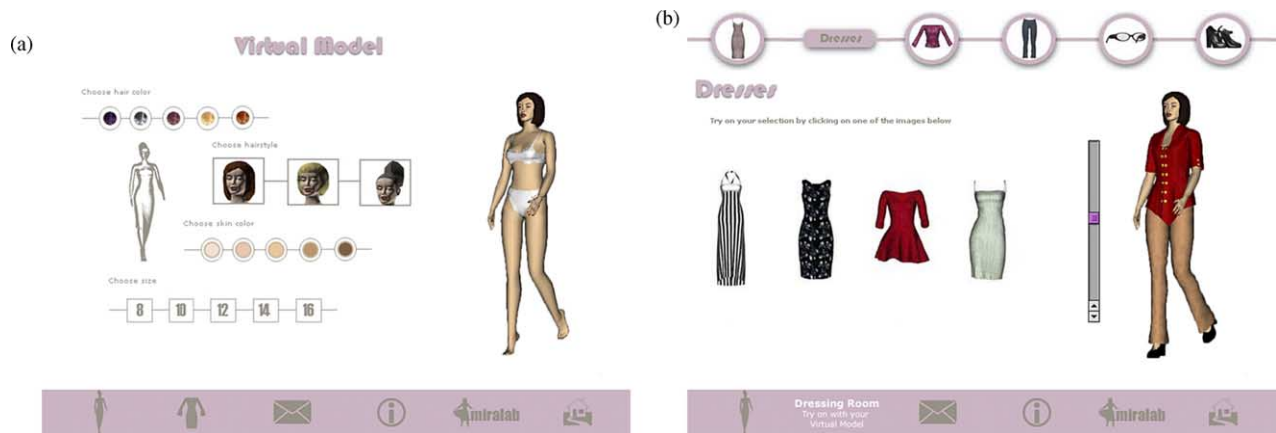 (a)
Virtual Model
Choose hair color
Choose hairstyle
Choose skin color
Choose size
8 10 12 14 16
miralab
(b)
Dresses
Dresses
Try on your selection by clicking on one of the images below
Dressing Room
Try on with your
Virtual Model
miralab